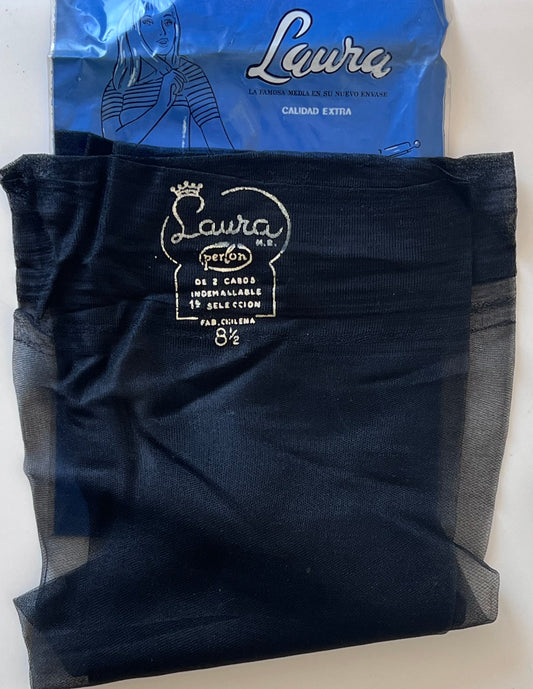 Laura
LA FAMOSA MEDIA EN SU NUEVO ENVASE
CALIDAD EXTRA
Laura
M.R.
perlon
DE 2 CABOS
INDEMALLABLE
1ª SELECCION
FAB. CHILENA
8½